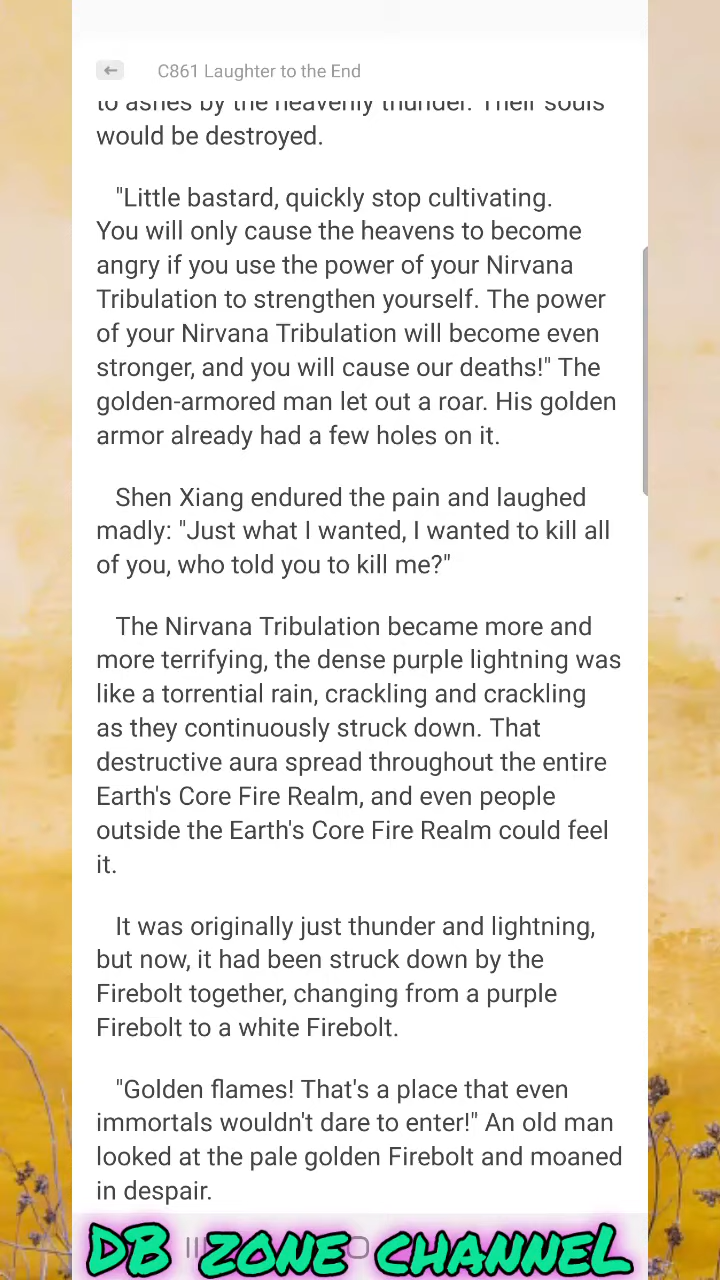 C861 Laughter to the End
to ashes by the heavenly thunder. Their souls
would be destroyed.
"Little bastard, quickly stop cultivating.
You will only cause the heavens to become
angry if you use the power of your Nirvana
Tribulation to strengthen yourself. The power
of your Nirvana Tribulation will become even
stronger, and you will cause our deaths!" The
golden-armored man let out a roar. His golden
armor already had a few holes on it.
Shen Xiang endured the pain and laughed
madly: "Just what I wanted, I wanted to kill all
of you, who told you to kill me?"
The Nirvana Tribulation became more and
more terrifying, the dense purple lightning was
like a torrential rain, crackling and crackling
as they continuously struck down. That
destructive aura spread throughout the entire
Earth's Core Fire Realm, and even people
outside the Earth's Core Fire Realm could feel
it.
It was originally just thunder and lightning,
but now, it had been struck down by the
Firebolt together, changing from a purple
Firebolt to a white Firebolt.
"Golden flames! That's a place that even
immortals wouldn't dare to enter!" An old man
looked at the pale golden Firebolt and moaned
in despair.
DB ZONE CHANNEL